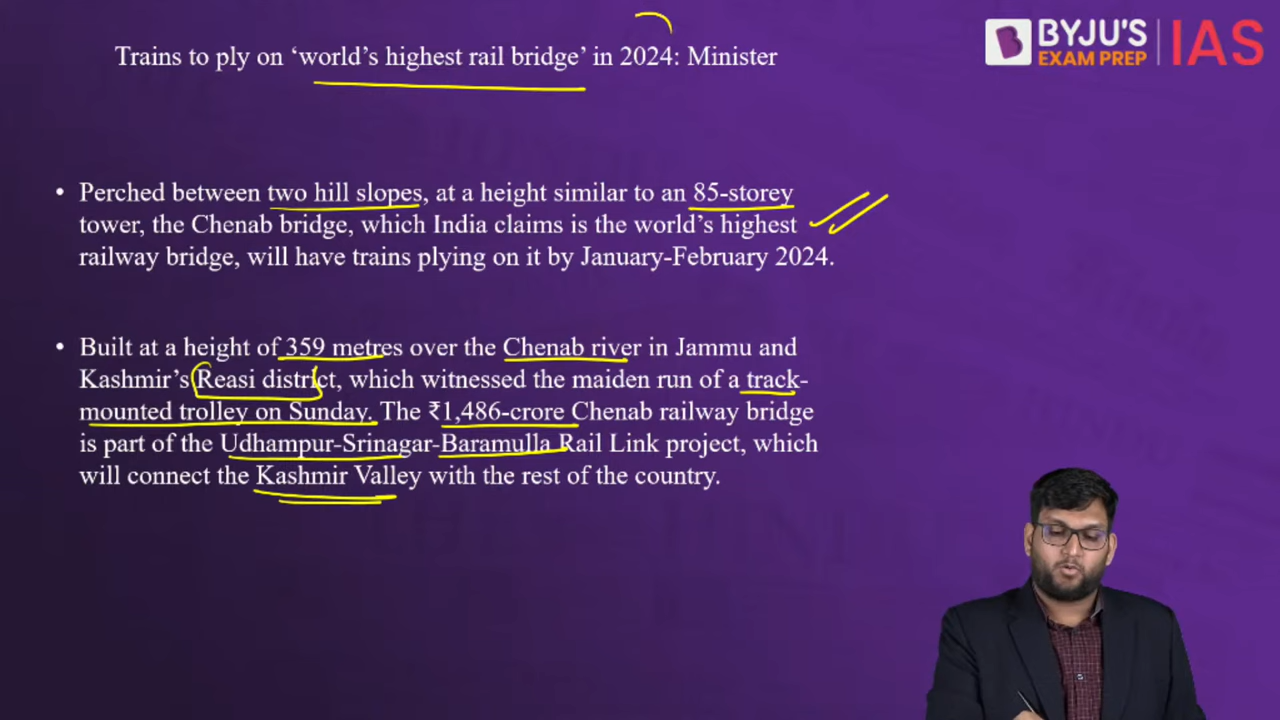 Trains to ply on ‘world’s highest rail bridge’ in 2024: Minister
BYJU'S
EXAM PREP
IAS
• Perched between two hill slopes, at a height similar to an 85-storey
tower, the Chenab bridge, which India claims is the world’s highest
railway bridge, will have trains plying on it by January-February 2024.
• Built at a height of 359 metres over the Chenab river in Jammu and
Kashmir’s Reasi district, which witnessed the maiden run of a track-
mounted trolley on Sunday. The ₹1,486-crore Chenab railway bridge
is part of the Udhampur-Srinagar-Baramulla Rail Link project, which
will connect the Kashmir Valley with the rest of the country.